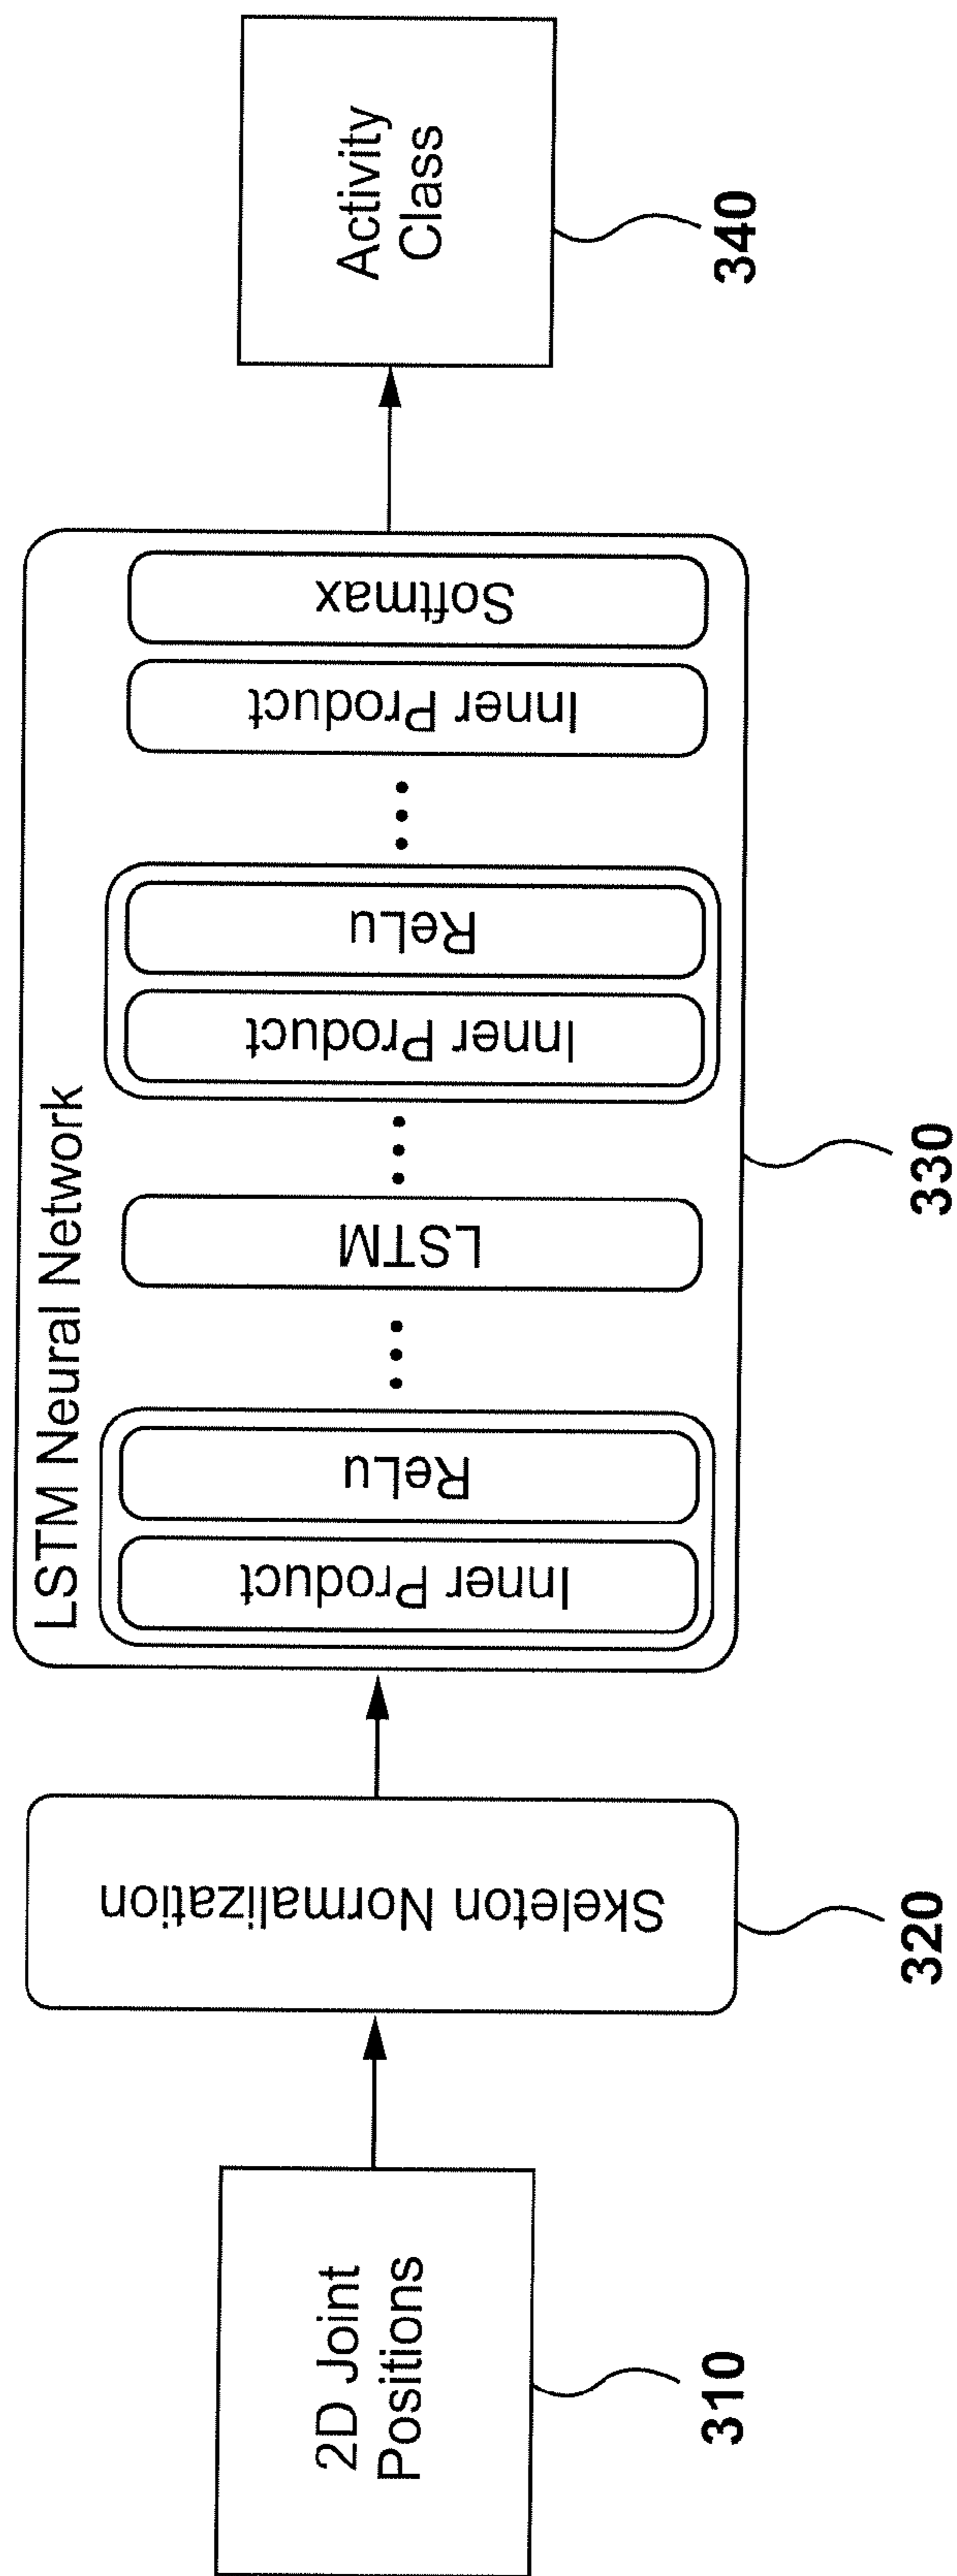 2D Joint
Positions
310
Skeleton Normalization
320
LSTM Neural Network
Inner Product
ReLu
LSTM
Inner Product
ReLu
Inner Product
Softmax
330
Activity
Class
340